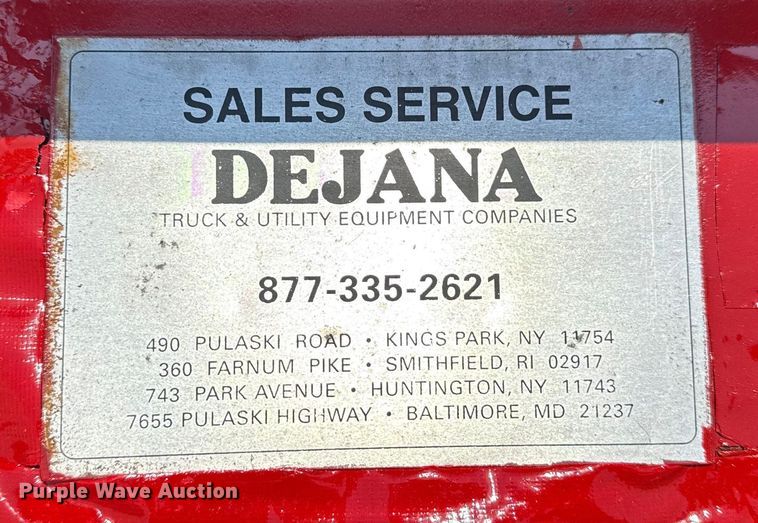 SALES SERVICE
DEJANA
TRUCK & UTILITY EQUIPMENT COMPANIES
877-335-2621
490 PULASKI ROAD • KINGS PARK, NY 11754
360 FARNUM PIKE • SMITHFIELD, RI 02917
743 PARK AVENUE • HUNTINGTON, NY 11743
7655 PULASKI HIGHWAY • BALTIMORE, MD 21237
Purple Wave Auction